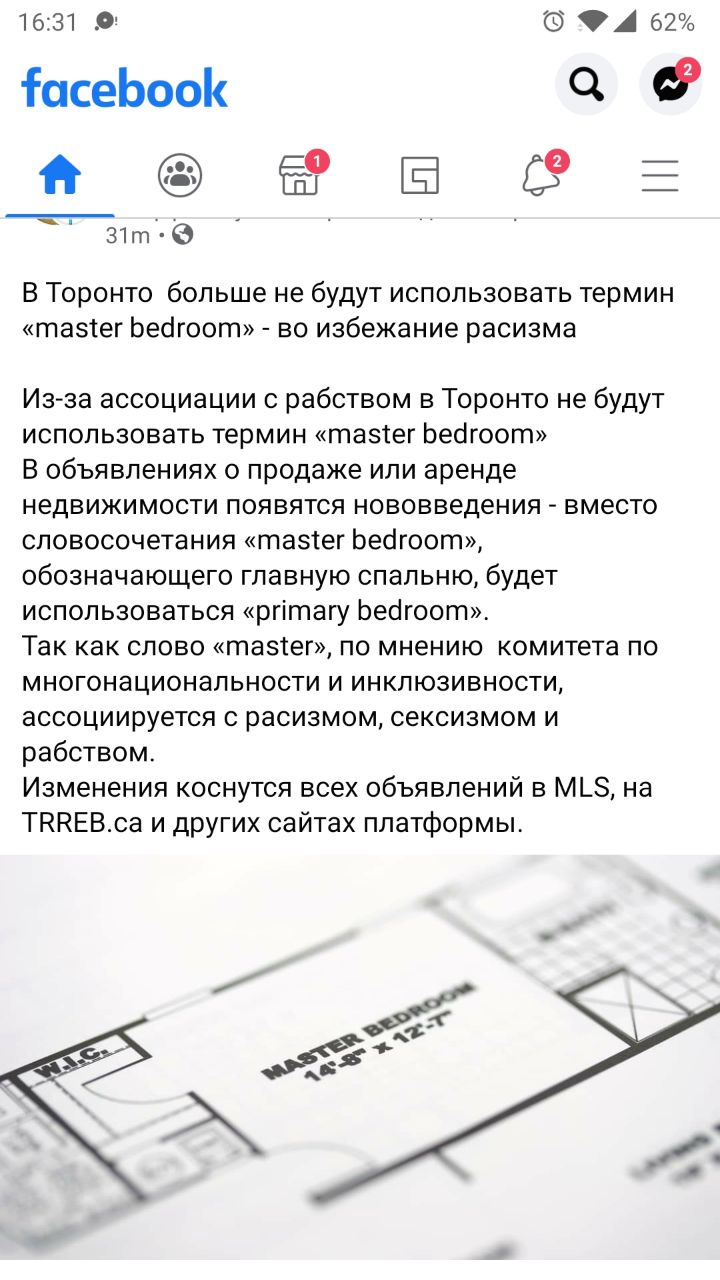 16:31
62%
facebook
2
1
2
31m
В Торонто больше не будут использовать термин
«master bedroom» - во избежание расизма
Из-за ассоциации с рабством в Торонто не будут
использовать термин «master bedroom»
В объявлениях о продаже или аренде
недвижимости появятся нововведения - вместо
словосочетания «master bedroom»,
обозначающего главную спальню, будет
использоваться «primary bedroom».
Так как слово «master», по мнению комитета по
многонациональности и инклюзивности,
ассоциируется с расизмом, сексизмом и
рабством.
Изменения коснутся всех объявлений в MLS, на
TRREB.ca и других сайтах платформы.
W.I.C.
MASTER BEDROOM
14'-8" x 12'-7"